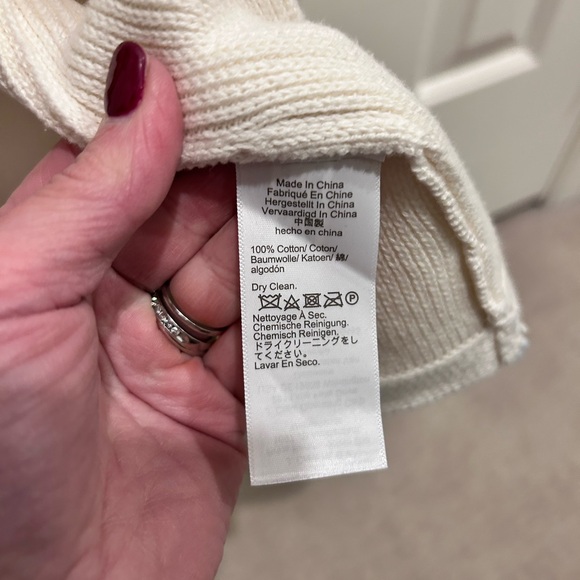 Made In China
Fabriqué En Chine
Hergestellt In China
Vervaardigd In China
中国製
hecho en china
100% Cotton/ Coton/
Baumwolle/ Katoen/ 綿/
algodón
Dry Clean.
P
Nettoyage À Sec.
Chemische Reinigung.
Chemisch Reinigen.
ドライクリーニングをし
てください。
Lavar En Seco.